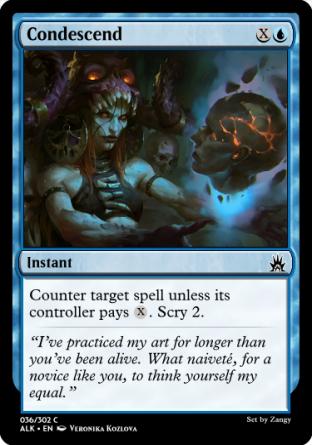 Condescend X
Instant
Counter target spell unless its
controller pays X. Scry 2.
“I’ve practiced my art for longer than
you’ve been alive. What naiveté, for a
novice like you, to think yourself my
equal.”
036/302 C
ALK • EN VERONIKA KOZLOVA
Set by Zangy